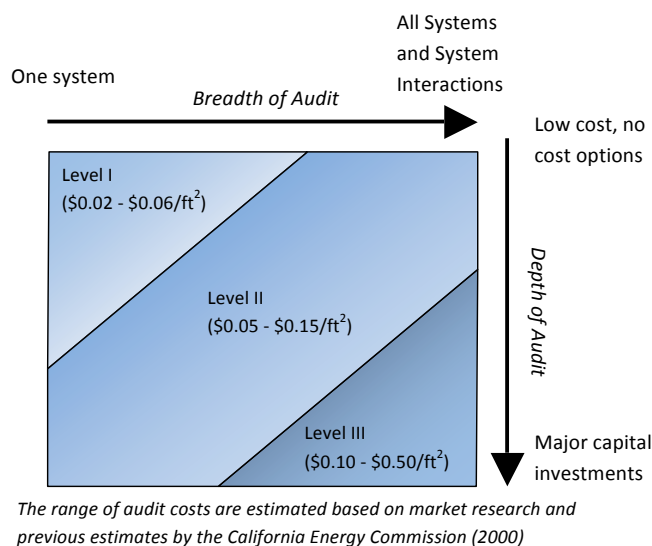 One system
Breadth of Audit
All Systems
and System
Interactions
Low cost, no
cost options
Level I
($0.02 - $0.06/ft²)
Level II
($0.05 - $0.15/ft²)
Depth of Audit
Level III
($0.10 - $0.50/ft²)
Major capital
investments
The range of audit costs are estimated based on market research and
previous estimates by the California Energy Commission (2000)